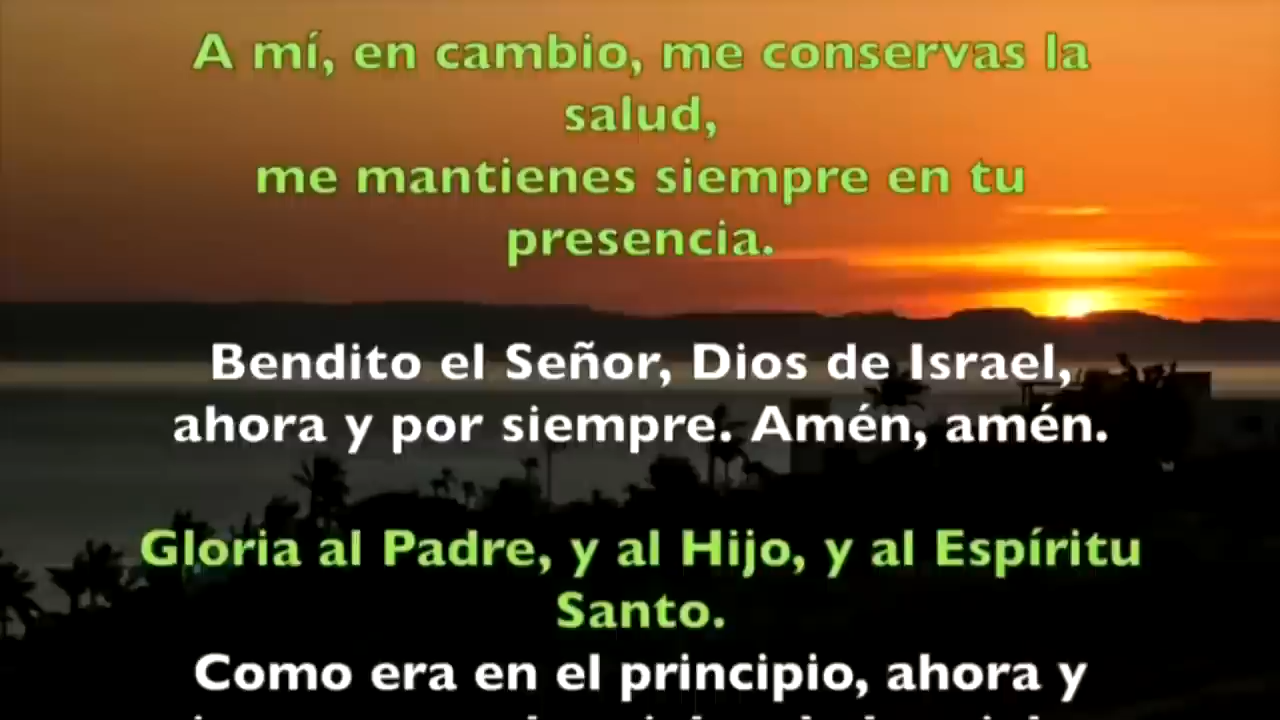 A mí, en cambio, me conservas la
salud,
me mantienes siempre en tu
presencia.
Bendito el Señor, Dios de Israel,
ahora y por siempre. Amén, amén.
Gloria al Padre, y al Hijo, y al Espíritu
Santo.
Como era en el principio, ahora y